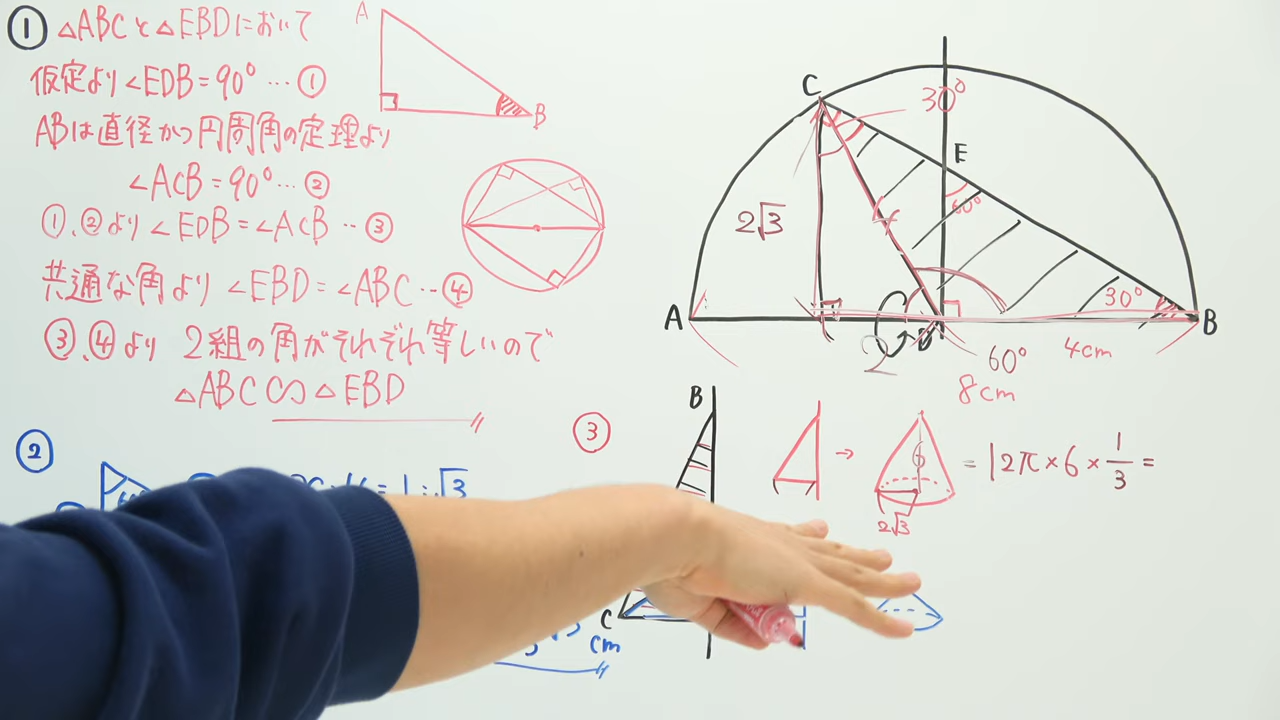 ① △ABCと△EBDにおいて
仮定より∠EDB=90°…①
ABは直径かつ円周角の定理より
∠ACB=90°…②
①、②より∠EDB=∠ACB…③
共通な角より∠EBD=∠ABC…④
③、④より 2組の角がそれぞれ等しいので
△ABC∽△EBD
A
B
C
30°
E
60°
2√3
30°
A
D
B
2
60°
4cm
8cm
②
=1:√3
cm
③
B
C
→
6
2√3
=12π×6×1/3=